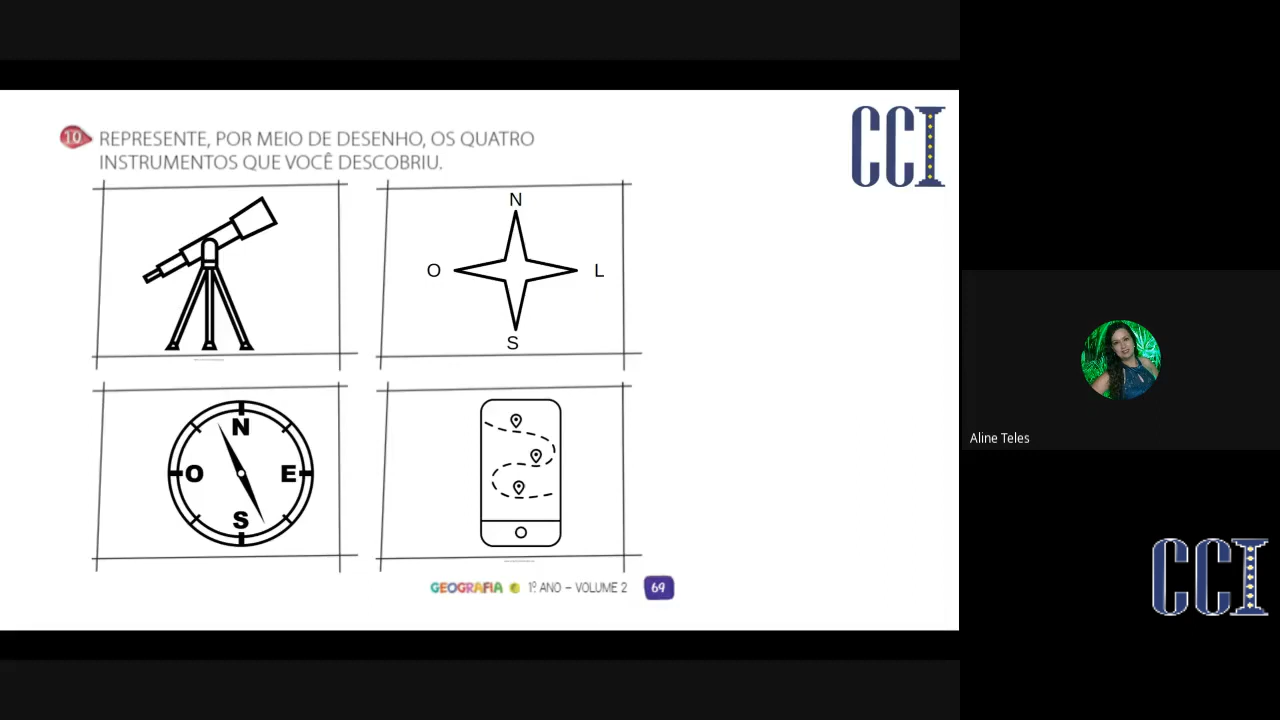 CCI
10 REPRESENTE, POR MEIO DE DESENHO, OS QUATRO
INSTRUMENTOS QUE VOCÊ DESCOBRIU.
N
O L
S
N
O E
S
GEOGRAFIA 1º ANO – VOLUME 2 69
Aline Teles
CCI